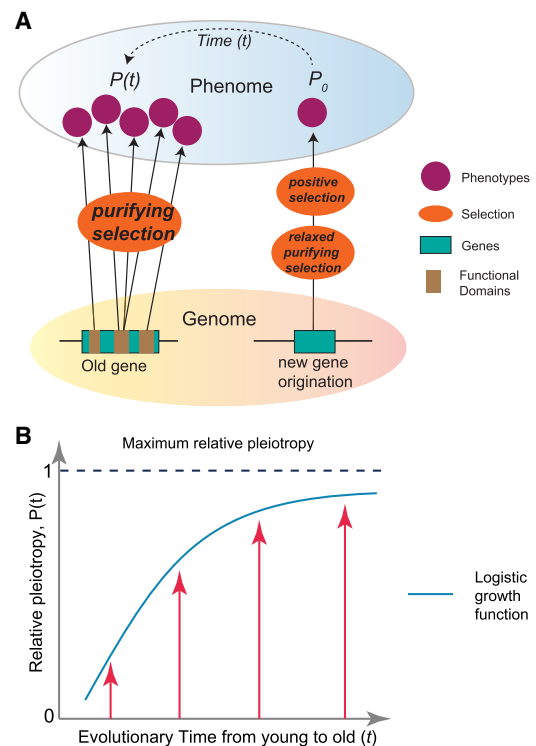 A
Time (t)
P(t)
P0
Phenome
positive
selection
relaxed
purifying
selection
purifying
selection
Phenotypes
Selection
Genes
Functional
Domains
Genome
Old gene
new gene
origination
B
Maximum relative pleiotropy
1
Relative pleiotropy, P(t)
0
Logistic
growth
function
Evolutionary Time from young to old (t)